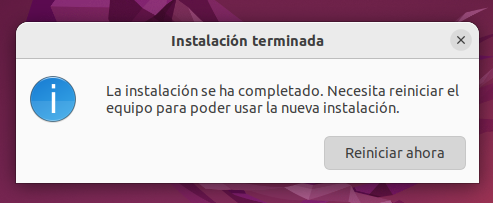 Instalación terminada
La instalación se ha completado. Necesita reiniciar el
equipo para poder usar la nueva instalación.
Reiniciar ahora